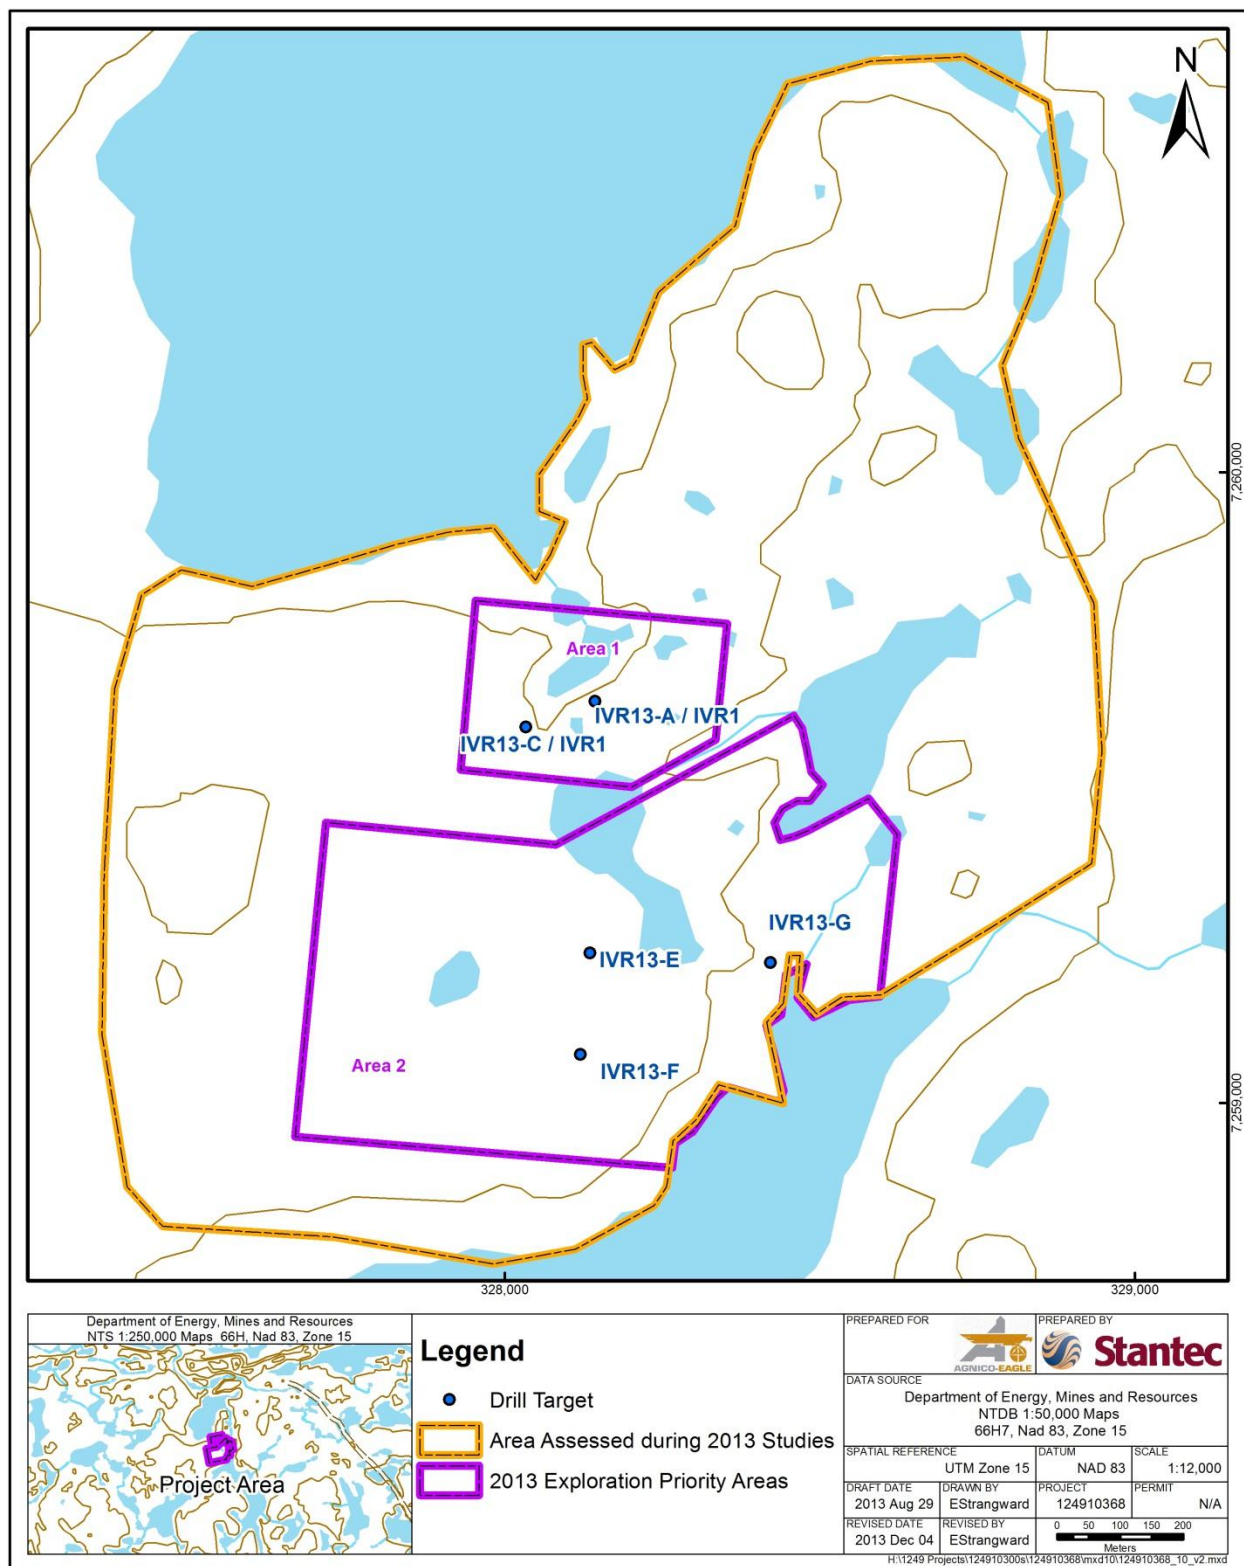 N
7,260,000
Area 1
IVR13-A / IVR1
IVR13-C / IVR1
IVR13-G
IVR13-E
Area 2
IVR13-F
7,259,000
328,000
329,000
Department of Energy, Mines and Resources
NTS 1:250,000 Maps 66H, Nad 83, Zone 15
Project Area
Legend
Drill Target
Area Assessed during 2013 Studies
2013 Exploration Priority Areas
PREPARED FOR
AGNICO-EAGLE
PREPARED BY
Stantec
DATA SOURCE
Department of Energy, Mines and Resources
NTDB 1:50,000 Maps
66H7, Nad 83, Zone 15
SPATIAL REFERENCE
UTM Zone 15
DATUM
NAD 83
SCALE
1:12,000
DRAFT DATE
2013 Aug 29
DRAWN BY
EStrangward
PROJECT
124910368
PERMIT
N/A
REVISED DATE
2013 Dec 04
REVISED BY
EStrangward
0 50 100 150 200
Meters
H:\1249 Projects\124910300s\124910368\mxd10\124910368_10_v2.mxd